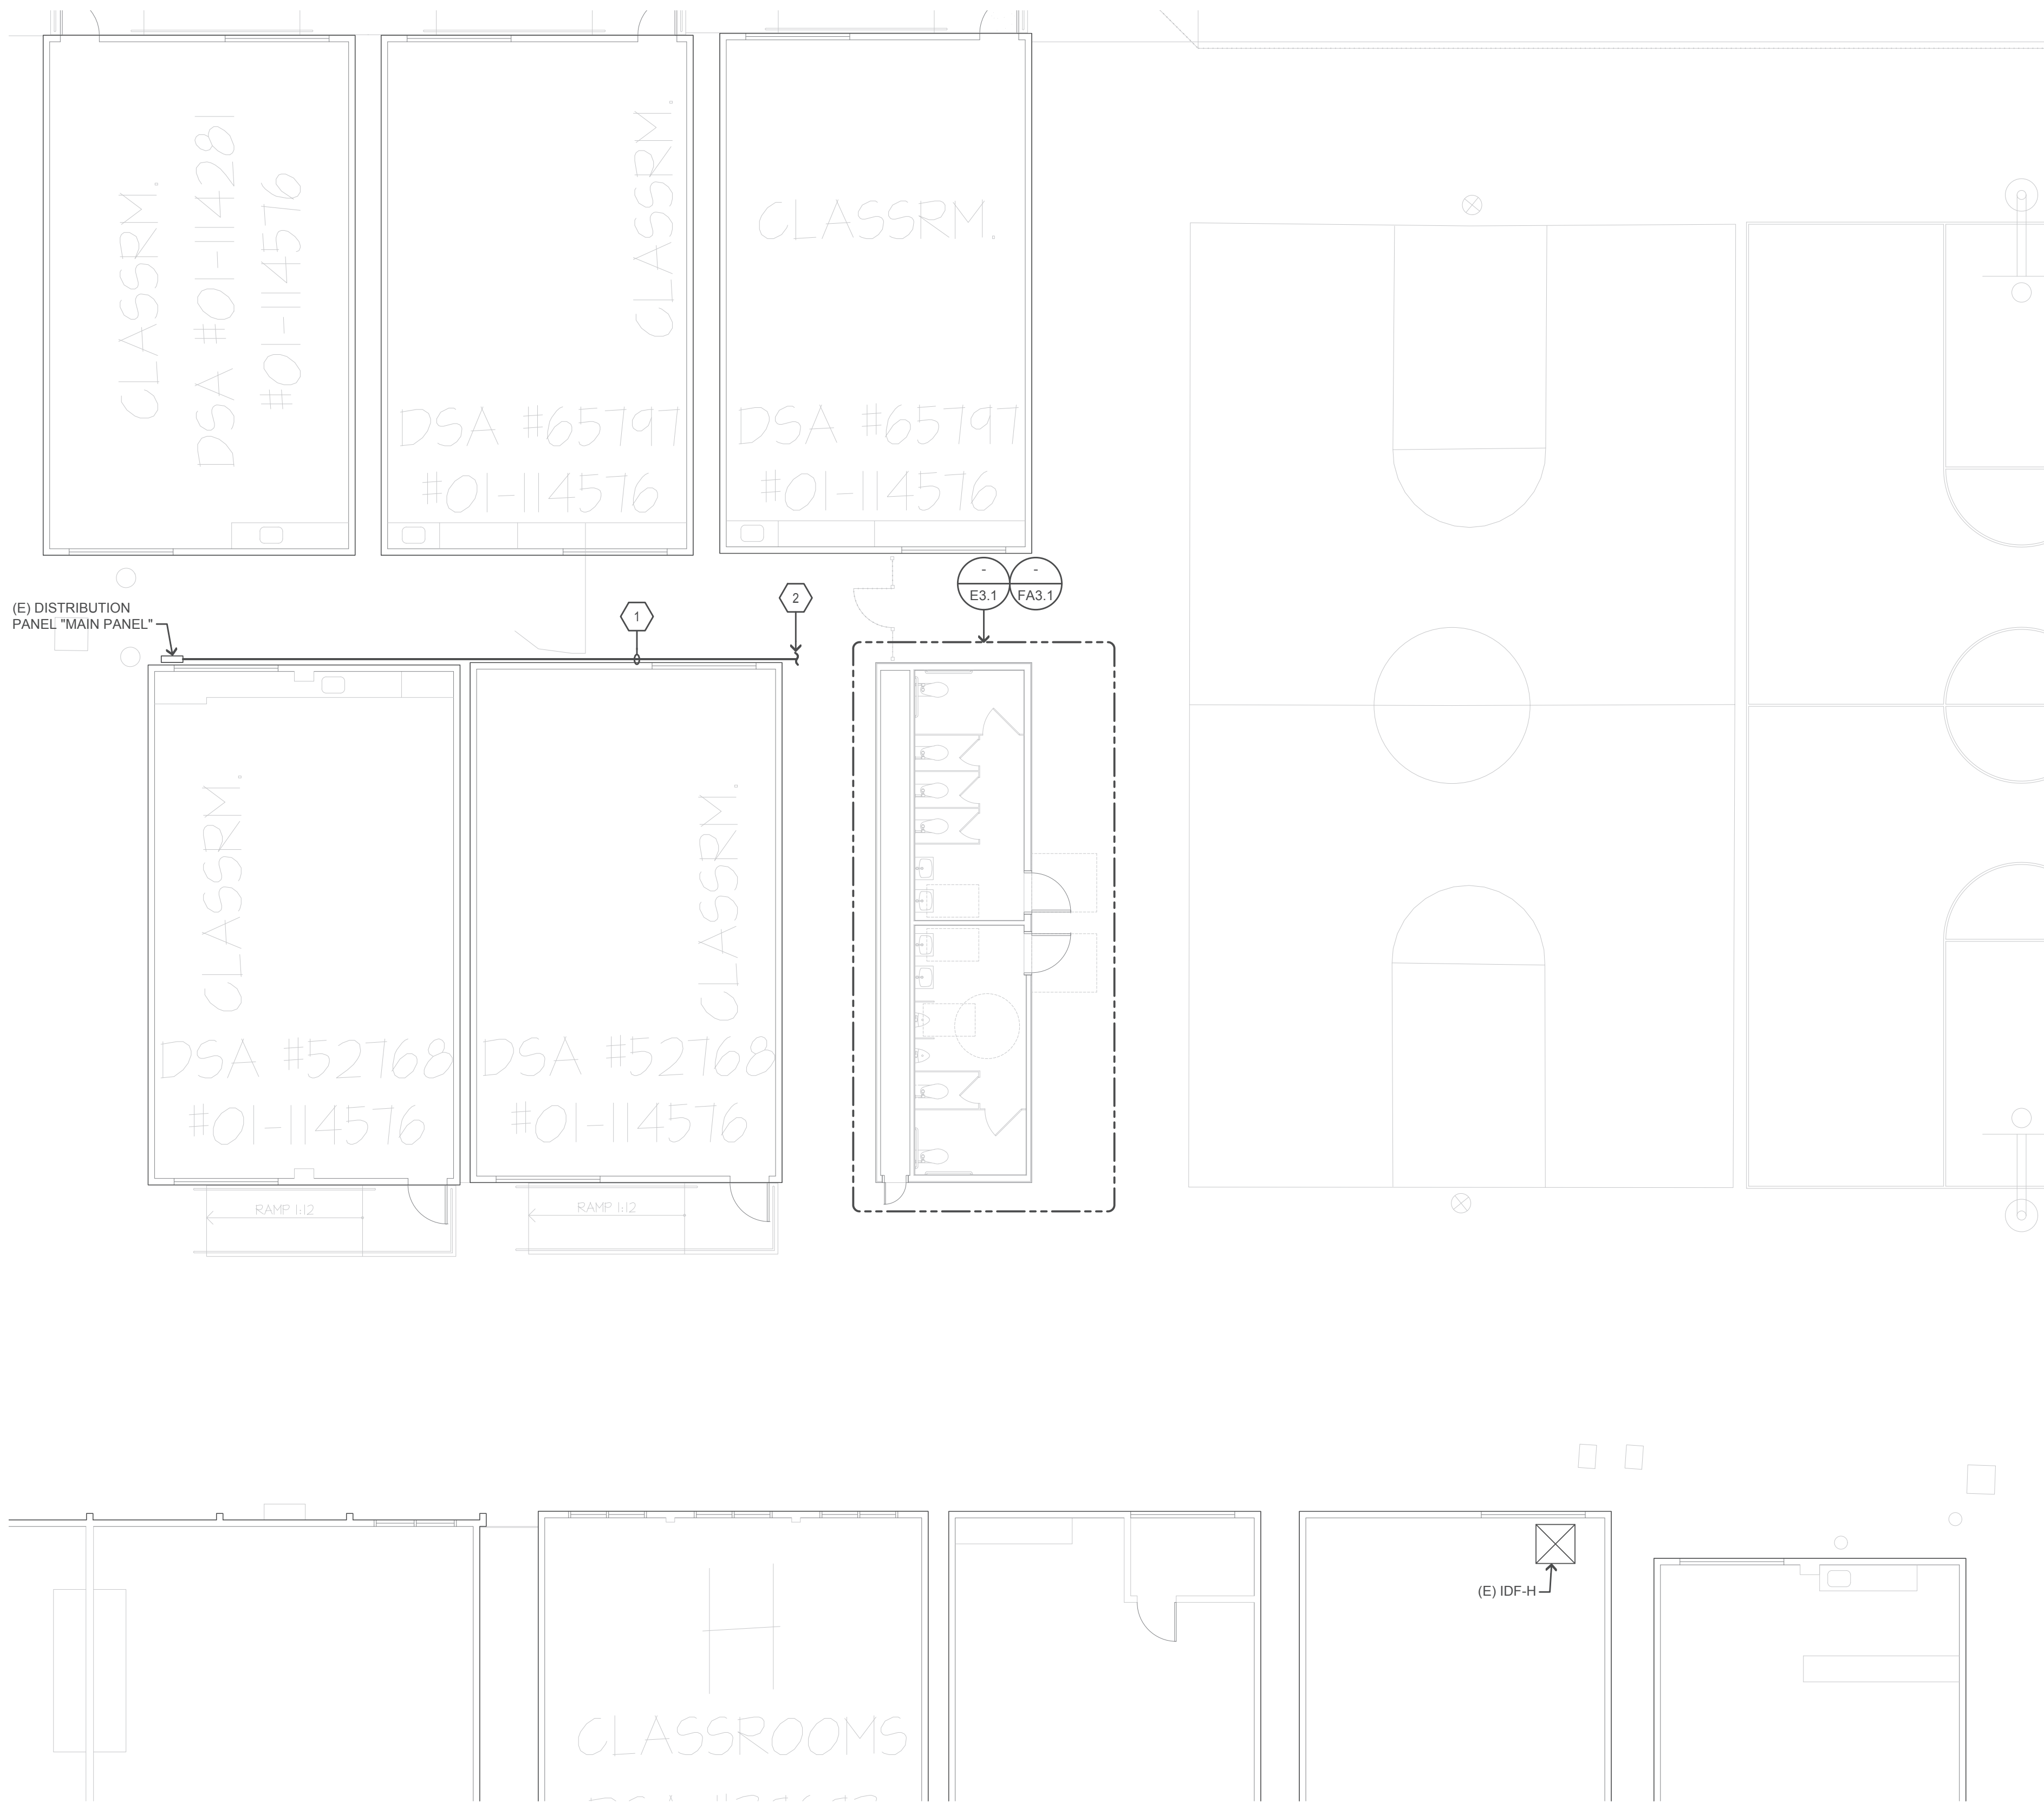 CLASSRM.
DSA #01-114281
#01-114576
CLASSRM.
DSA #65797
#01-114576
CLASSRM.
DSA #65797
#01-114576
(E) DISTRIBUTION
PANEL "MAIN PANEL"
1
2
-
E3.1
-
FA3.1
CLASSRM.
DSA #52768
#01-114576
RAMP 1:12
CLASSRM.
DSA #52768
#01-114576
RAMP 1:12
(E) IDF-H
H
CLASSROOMS